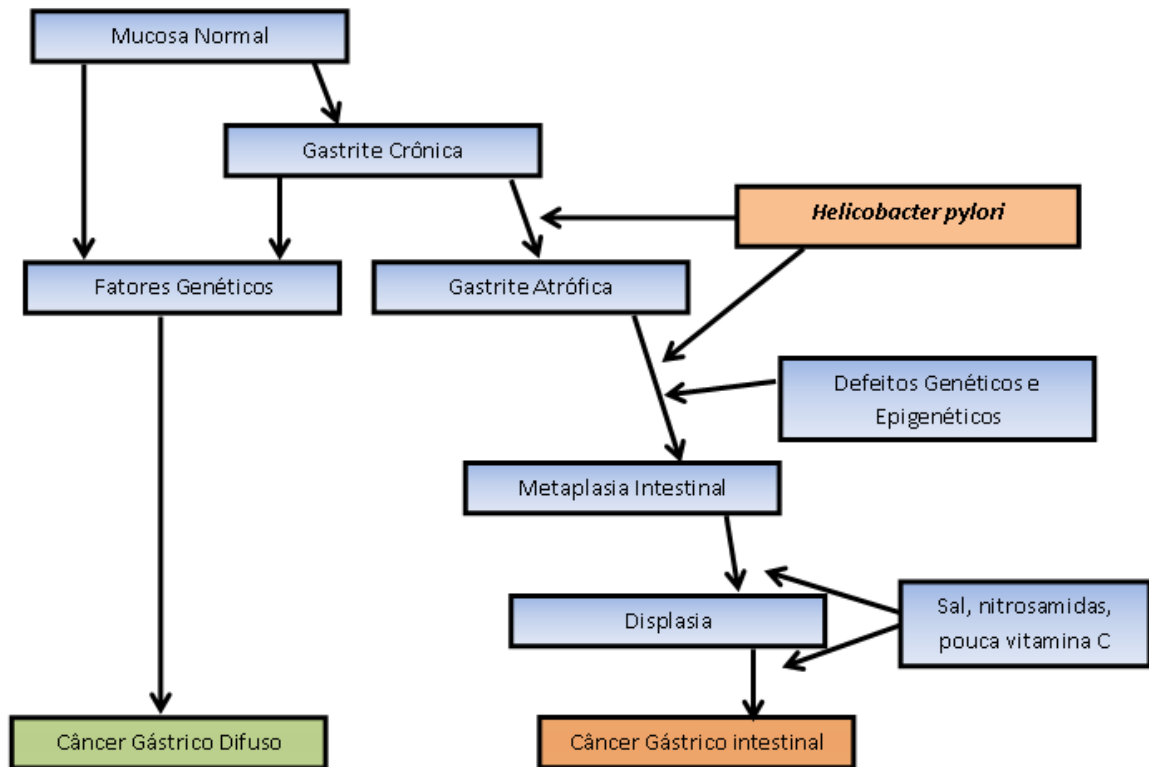 Mucosa Normal
Gastrite Crônica
Helicobacter pylori
Fatores Genéticos
Gastrite Atrófica
Defeitos Genéticos e
Epigenéticos
Metaplasia Intestinal
Displasia
Sal, nitrosamidas,
pouca vitamina C
Câncer Gástrico Difuso
Câncer Gástrico intestinal